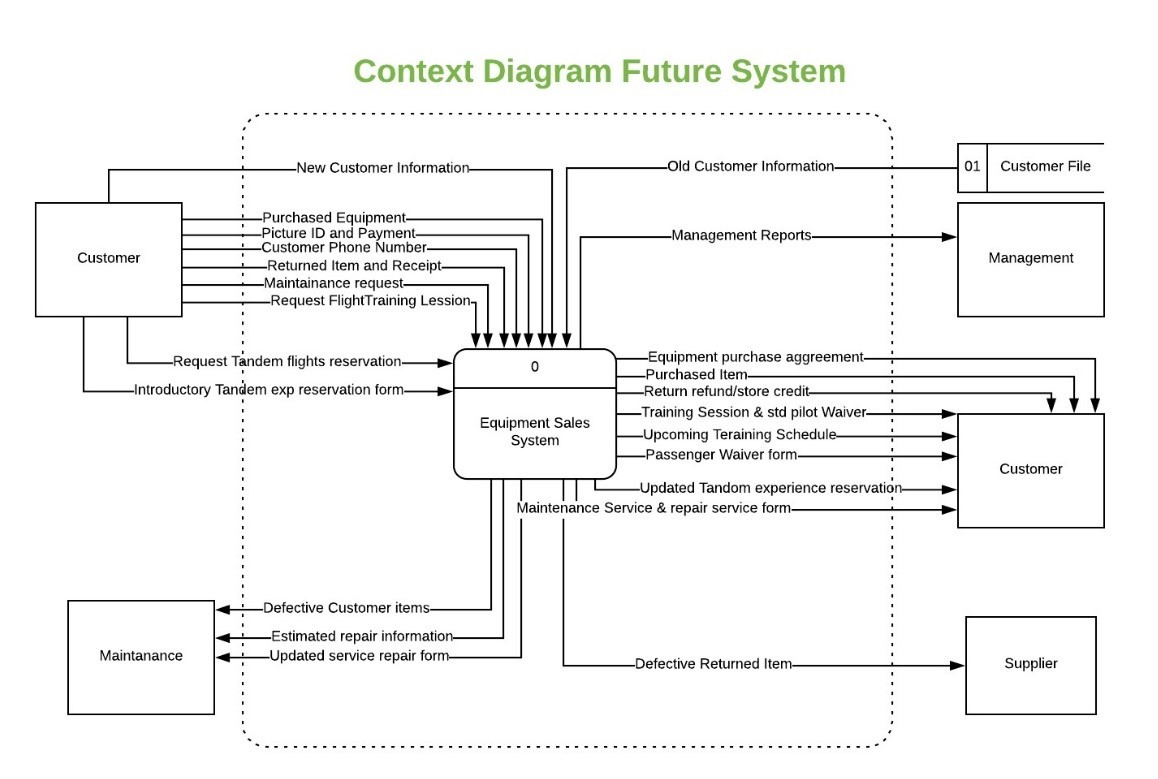 Context Diagram Future System
New Customer Information
Old Customer Information
01
Customer File
Customer
Purchased Equipment
Picture ID and Payment
Customer Phone Number
Returned Item and Receipt
Maintainance request
Request FlightTraining Lession
Management Reports
Management
Request Tandem flights reservation
Introductory Tandem exp reservation form
0
Equipment Sales
System
Equipment purchase aggreement
Purchased Item
Return refund/store credit
Training Session & std pilot Waiver
Upcoming Teraining Schedule
Passenger Waiver form
Updated Tandom experience reservation
Maintenance Service & repair service form
Customer
Defective Customer items
Estimated repair information
Updated service repair form
Maintanance
Defective Returned Item
Supplier